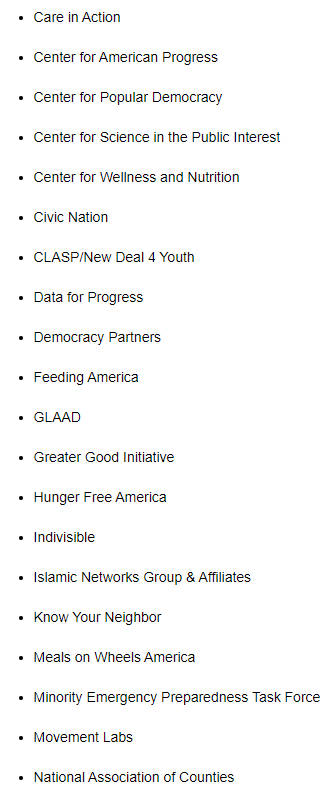 Care in Action
Center for American Progress
Center for Popular Democracy
Center for Science in the Public Interest
Center for Wellness and Nutrition
Civic Nation
CLASP/New Deal 4 Youth
Data for Progress
Democracy Partners
Feeding America
GLAAD
Greater Good Initiative
Hunger Free America
Indivisible
Islamic Networks Group & Affiliates
Know Your Neighbor
Meals on Wheels America
Minority Emergency Preparedness Task Force
Movement Labs
National Association of Counties